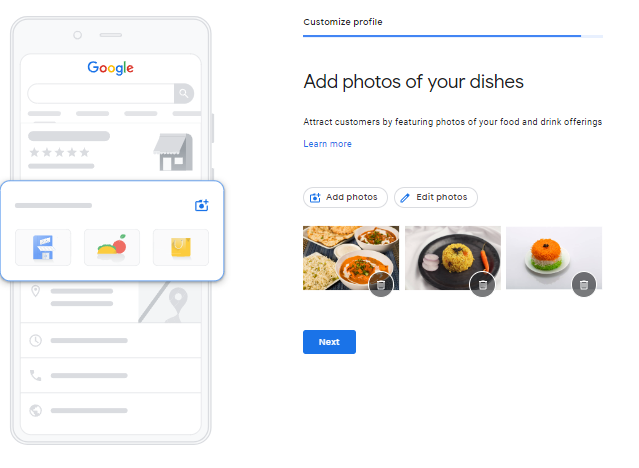 Customize profile
Google
Add photos of your dishes
Attract customers by featuring photos of your food and drink offerings
Learn more
Add photos
Edit photos
Next